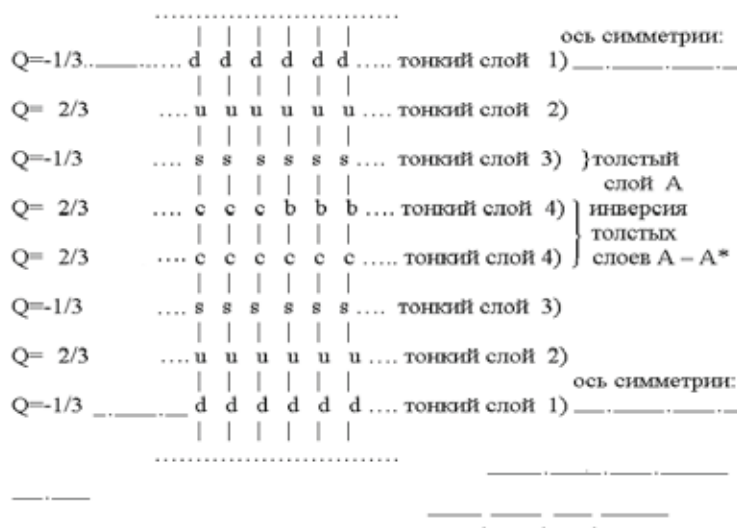 ось симметрии:
Q=-1/3 ..... d d d d d d ..... тонкий слой 1)
Q= 2/3 .... u u u u u u .... тонкий слой 2)
Q=-1/3 .... s s s s s s .... тонкий слой 3) }толстый
слой А
Q= 2/3 .... c c c b b b .... тонкий слой 4) инверсия
толстых
Q= 2/3 .... c c c c c c ..... тонкий слой 4) слоев А – А*
Q=-1/3 .... s s s s s s .... тонкий слой 3)
Q= 2/3 .... u u u u u u .... тонкий слой 2)
ось симметрии:
Q=-1/3 d d d d d d .... тонкий слой 1)